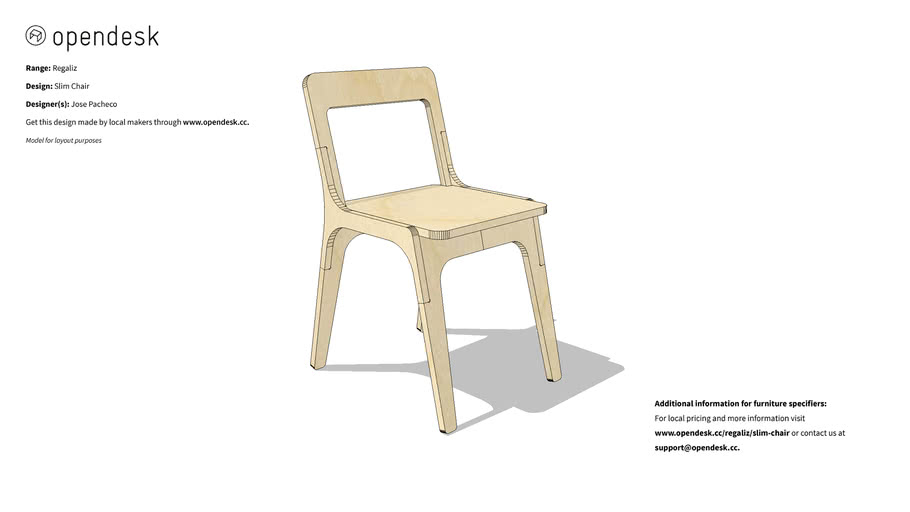 opendesk
Range: Regaliz
Design: Slim Chair
Designer(s): Jose Pacheco
Get this design made by local makers through www.opendesk.cc.
Model for layout purposes
Additional information for furniture specifiers:
For local pricing and more information visit
www.opendesk.cc/regaliz/slim-chair or contact us at
support@opendesk.cc.